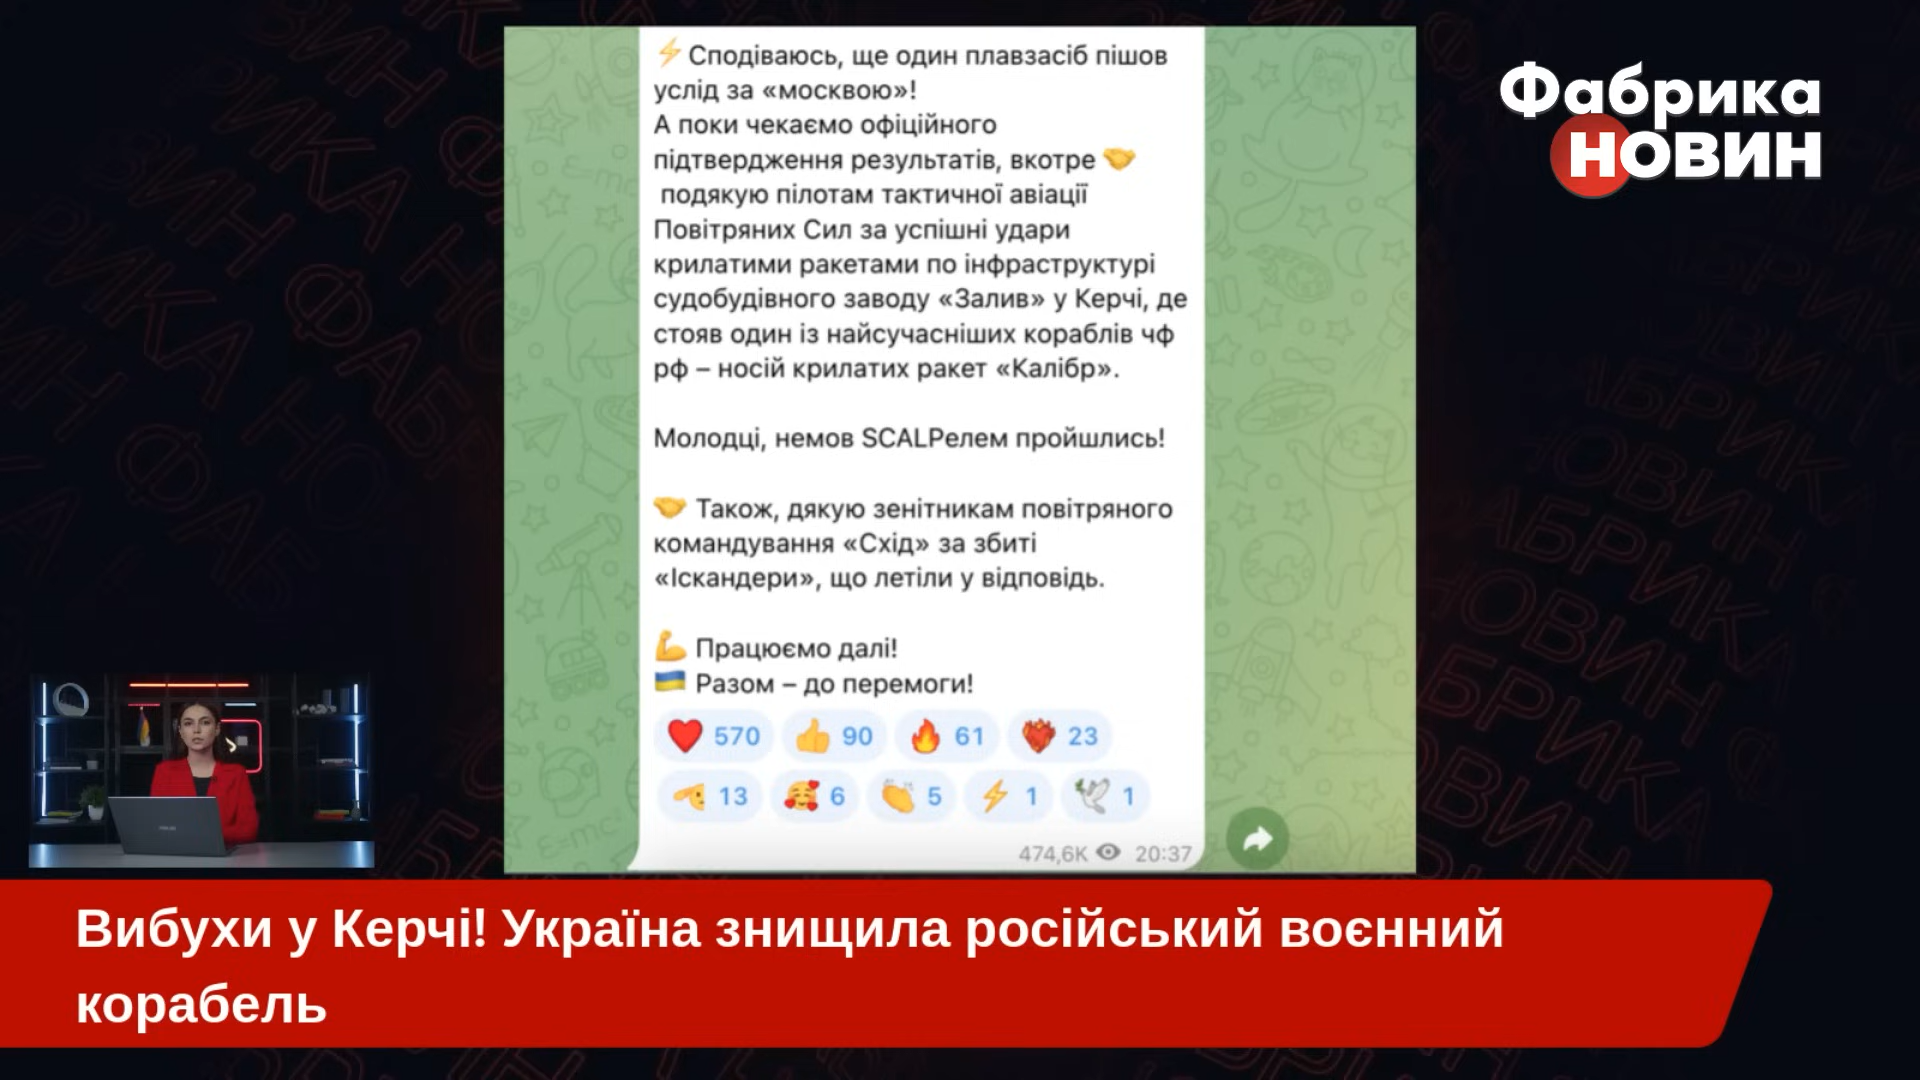 ⚡Сподіваюсь, ще один плавзасіб пішов
услід за «москвою»!
А поки чекаємо офіційного
підтвердження результатів, вкотре 🤝
подякую пілотам тактичної авіації
Повітряних Сил за успішні удари
крилатими ракетами по інфраструктурі
судобудівного заводу «Залив» у Керчі, де
стояв один із найсучасніших кораблів чф
рф – носій крилатих ракет «Калібр».
Молодці, немов SCALPелем пройшлись!
🤝 Також, дякую зенітникам повітряного
командування «Схід» за збиті
«Іскандери», що летіли у відповідь.
💪 Працюємо далі!
🇺🇦 Разом – до перемоги!
❤️ 570 👍 90 🔥 61 ❤️‍🔥 23
🫡 13 🥰 6 👏 5 ⚡ 1 🕊 1
474,6K 20:37
Фабрика
новин
Вибухи у Керчі! Україна знищила російський воєнний
корабель